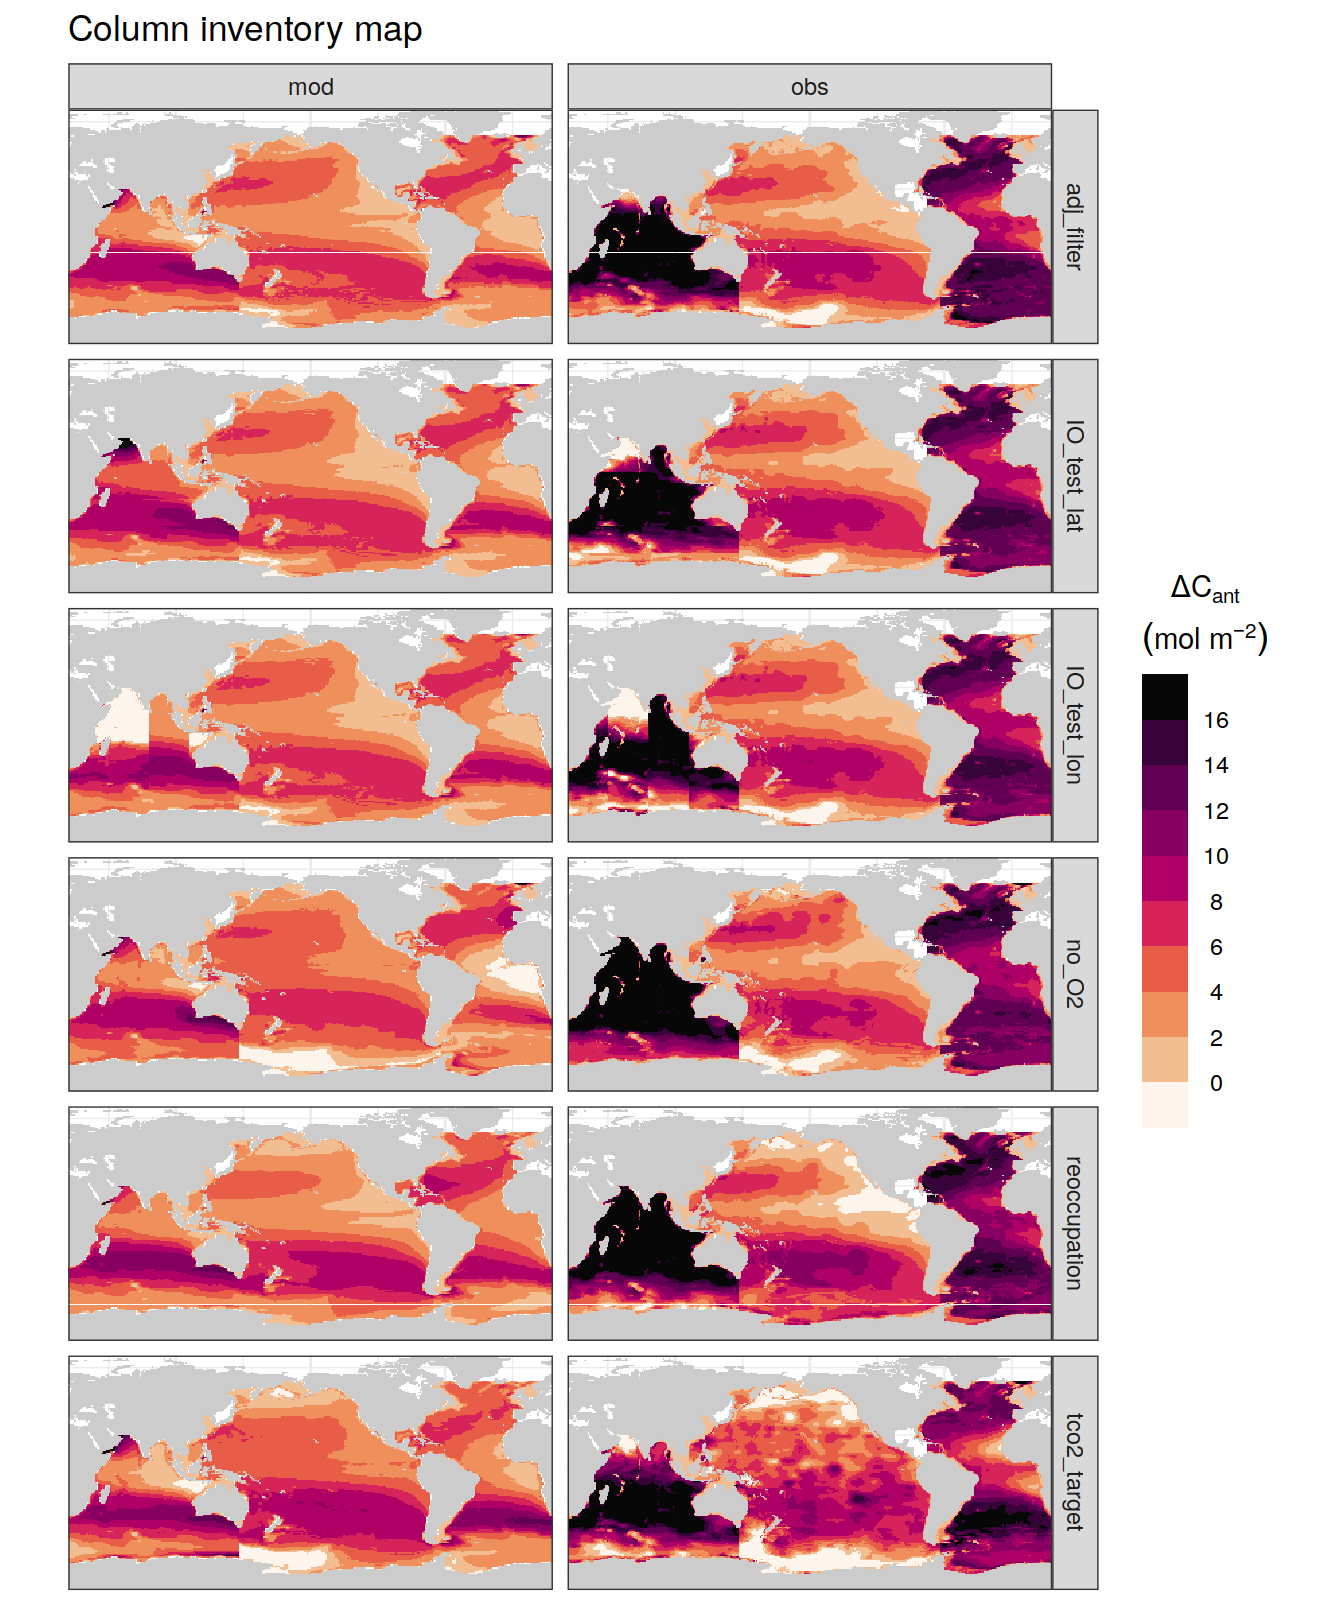 Column inventory map
mod
obs
adj_filter
IO_test_lat
IO_test_lon
no_O2
reoccupation
tco2_target
ΔCant
(mol m⁻²)
16
14
12
10
8
6
4
2
0